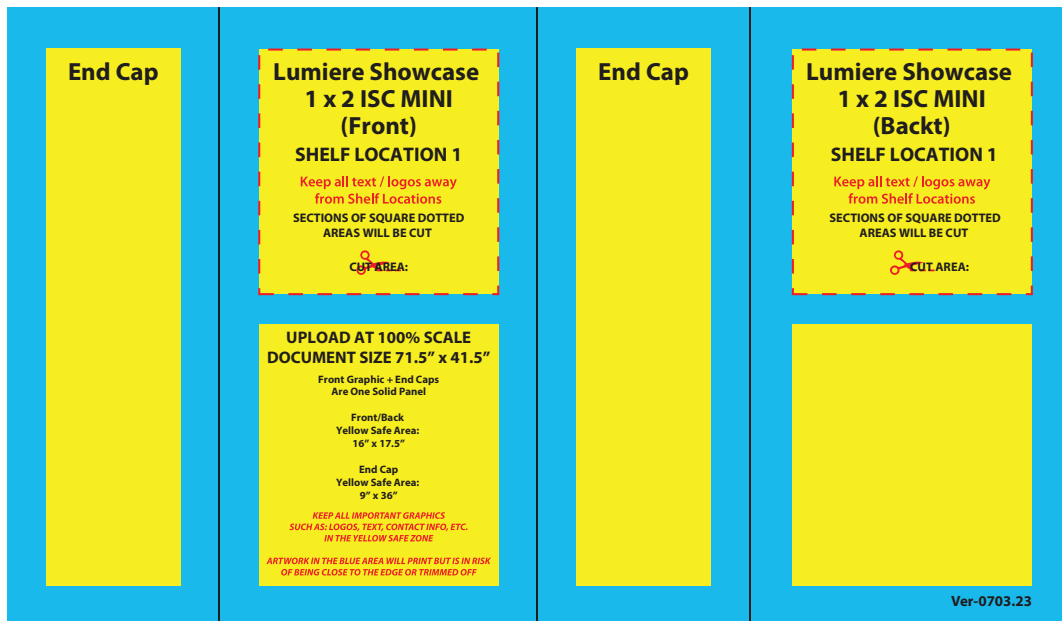 End Cap
Lumiere Showcase
1 x 2 ISC MINI
(Front)
SHELF LOCATION 1
Keep all text / logos away
from Shelf Locations
SECTIONS OF SQUARE DOTTED
AREAS WILL BE CUT
CUT AREA:
UPLOAD AT 100% SCALE
DOCUMENT SIZE 71.5” x 41.5”
Front Graphic + End Caps
Are One Solid Panel
Front/Back
Yellow Safe Area:
16” x 17.5”
End Cap
Yellow Safe Area:
9” x 36”
KEEP ALL IMPORTANT GRAPHICS
SUCH AS: LOGOS, TEXT, CONTACT INFO, ETC.
IN THE YELLOW SAFE ZONE
ARTWORK IN THE BLUE AREA WILL PRINT BUT IS IN RISK
OF BEING CLOSE TO THE EDGE OR TRIMMED OFF
End Cap
Lumiere Showcase
1 x 2 ISC MINI
(Backt)
SHELF LOCATION 1
Keep all text / logos away
from Shelf Locations
SECTIONS OF SQUARE DOTTED
AREAS WILL BE CUT
CUT AREA:
Ver-0703.23